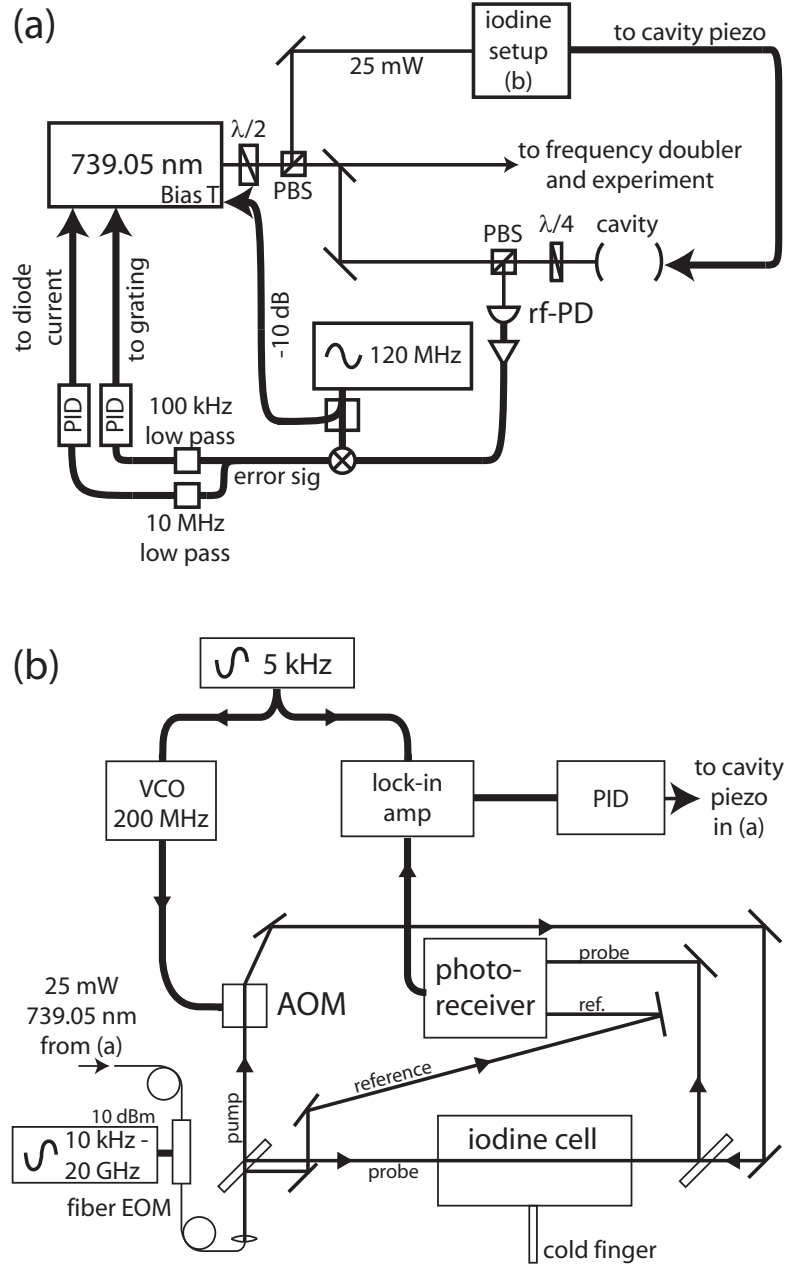 (a)
iodine
setup
(b)
to cavity piezo
25 mW
λ/2
739.05 nm
Bias T
PBS
to frequency doubler
and experiment
PBS
λ/4
cavity
rf-PD
to diode
current
to grating
-10 dB
120 MHz
PID
PID
100 kHz
low pass
error sig
10 MHz
low pass
(b)
5 kHz
VCO
200 MHz
lock-in
amp
PID
to cavity
piezo
in (a)
AOM
photo-
receiver
probe
ref.
25 mW
739.05 nm
from (a)
reference
pump
10 dBm
10 kHz -
20 GHz
fiber EOM
probe
iodine cell
cold finger